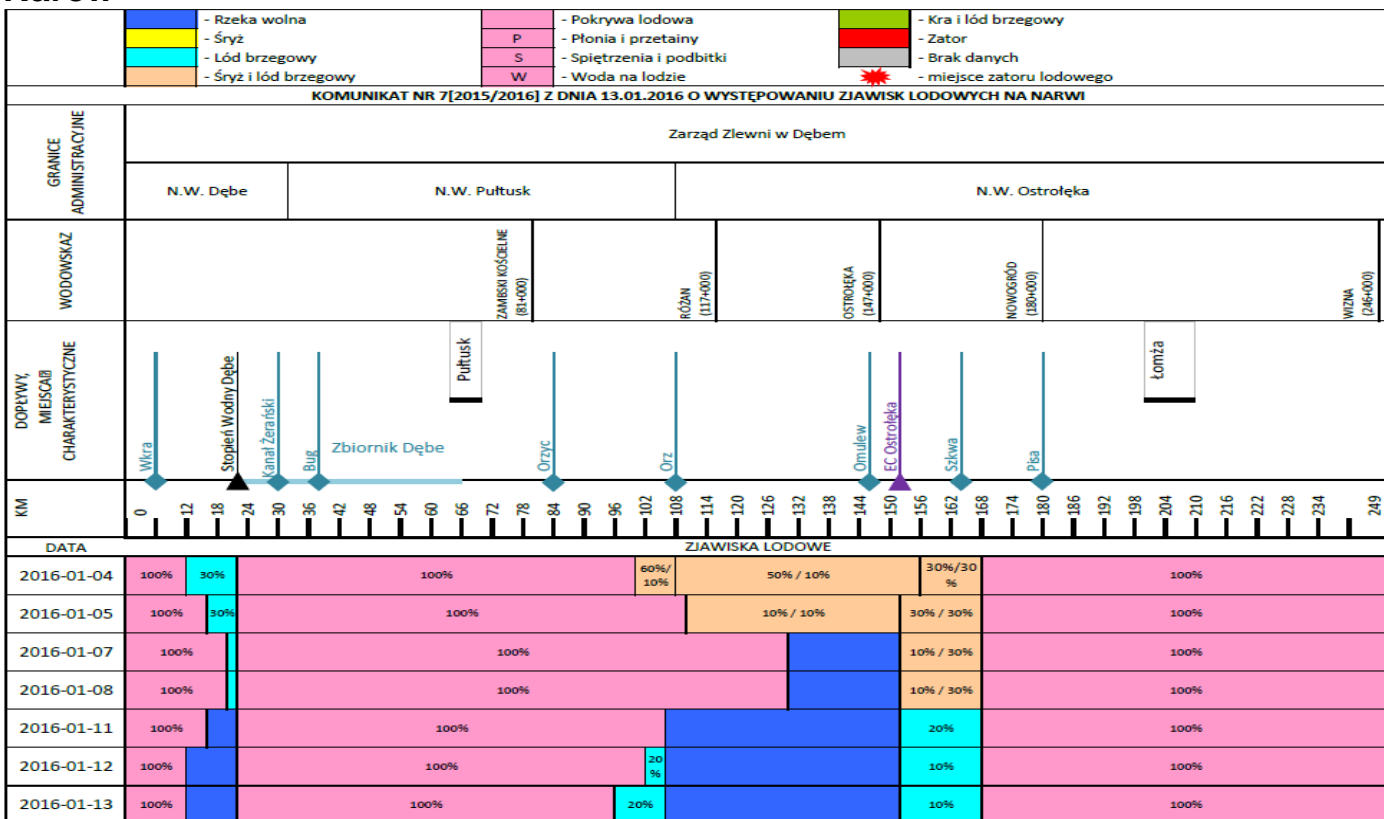 - Rzeka wolna
- Pokrywa lodowa
- Kra i lód brzegowy
- Śryż
P
- Płonia i przetainy
- Zator
- Lód brzegowy
S
- Spiętrzenia i podbitki
- Brak danych
- Śryż i lód brzegowy
W
- Woda na lodzie
- miejsce zatoru lodowego
KOMUNIKAT NR 7[2015/2016] Z DNIA 13.01.2016 O WYSTĘPOWANIU ZJAWISK LODOWYCH NA NARWI
GRANICE
ADMINISTRACYJNE
Zarząd Zlewni w Dębem
N.W. Dębe
N.W. Pułtusk
N.W. Ostrołęka
WODOWSKAZ
ZAMBSKI KOŚCIELNE
(81+000)
RÓŻAN
(117+000)
OSTROŁĘKA
(147+000)
NOWOGRÓD
(180+000)
WIZNA
(246+000)
DOPŁYWY,
MIEJSCA
CHARAKTERYSTYCZNE
Wkra
Stopień Wodny Dębe
Kanał Żerański
Bug
Zbiornik Dębe
Pułtusk
Orzyc
Orz
Omulew
EC Ostrołęka
Szkwa
Pisa
Łomża
KM
0 12 18 24 30 36 42 48 54 60 66 72 78 84 90 96 102 108 114 120 126 132 138 144 150 156 162 168 174 180 186 192 198 204 210 216 222 228 234 249
DATA
ZJAWISKA LODOWE
2016-01-04 100% 30% 100% 60%/
10% 50% / 10% 30%/30
% 100%
2016-01-05 100% 30% 100% 10% / 10% 30% / 30% 100%
2016-01-07 100% 100% 10% / 30% 100%
2016-01-08 100% 100% 10% / 30% 100%
2016-01-11 100% 100% 20% 100%
2016-01-12 100% 100% 20
% 10% 100%
2016-01-13 100% 100% 20% 10% 100%